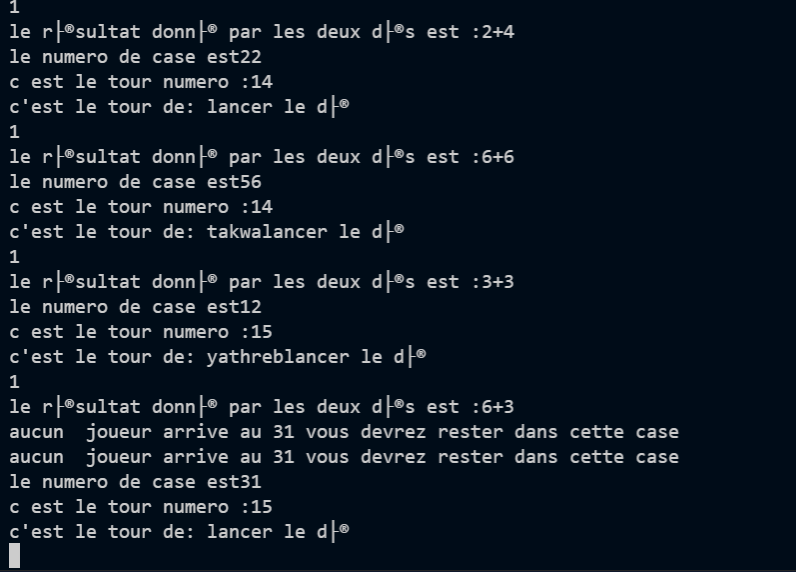 1
le r├®sultat donn├® par les deux d├®s est :2+4
le numero de case est22
c est le tour numero :14
c'est le tour de: lancer le d├®
1
le r├®sultat donn├® par les deux d├®s est :6+6
le numero de case est56
c est le tour numero :14
c'est le tour de: takwalancer le d├®
1
le r├®sultat donn├® par les deux d├®s est :3+3
le numero de case est12
c est le tour numero :15
c'est le tour de: yathreblancer le d├®
1
le r├®sultat donn├® par les deux d├®s est :6+3
aucun  joueur arrive au 31 vous devrez rester dans cette case
aucun  joueur arrive au 31 vous devrez rester dans cette case
le numero de case est31
c est le tour numero :15
c'est le tour de: lancer le d├®